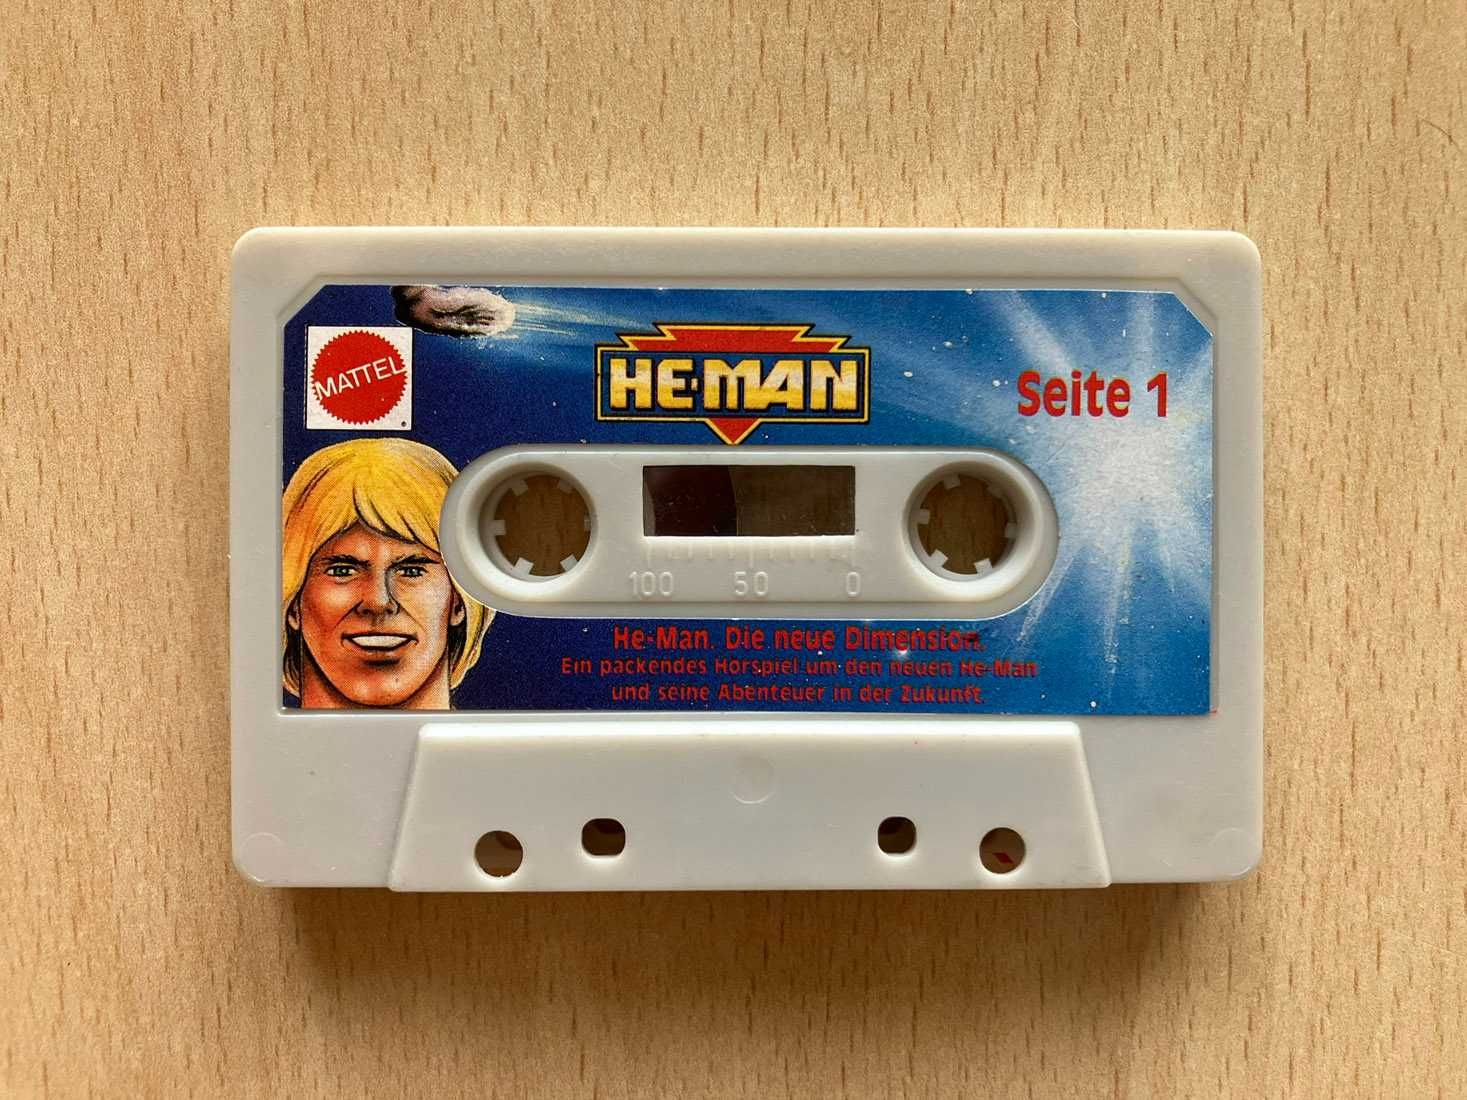 MATTEL
HE-MAN
Seite 1
100 50 0
He-Man. Die neue Dimension.
Ein packendes Hörspiel um den neuen He-Man
und seine Abenteuer in der Zukunft.